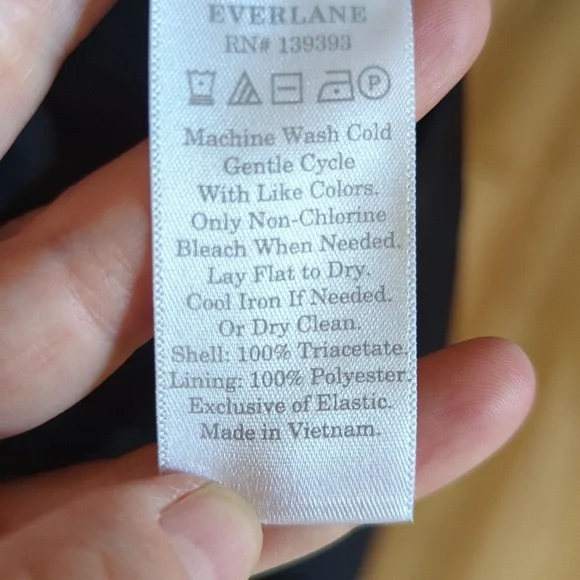 EVERLANE
RN# 139393
P
Machine Wash Cold
Gentle Cycle
With Like Colors.
Only Non-Chlorine
Bleach When Needed.
Lay Flat to Dry.
Cool Iron If Needed.
Or Dry Clean.
Shell: 100% Triacetate.
Lining: 100% Polyester.
Exclusive of Elastic.
Made in Vietnam.